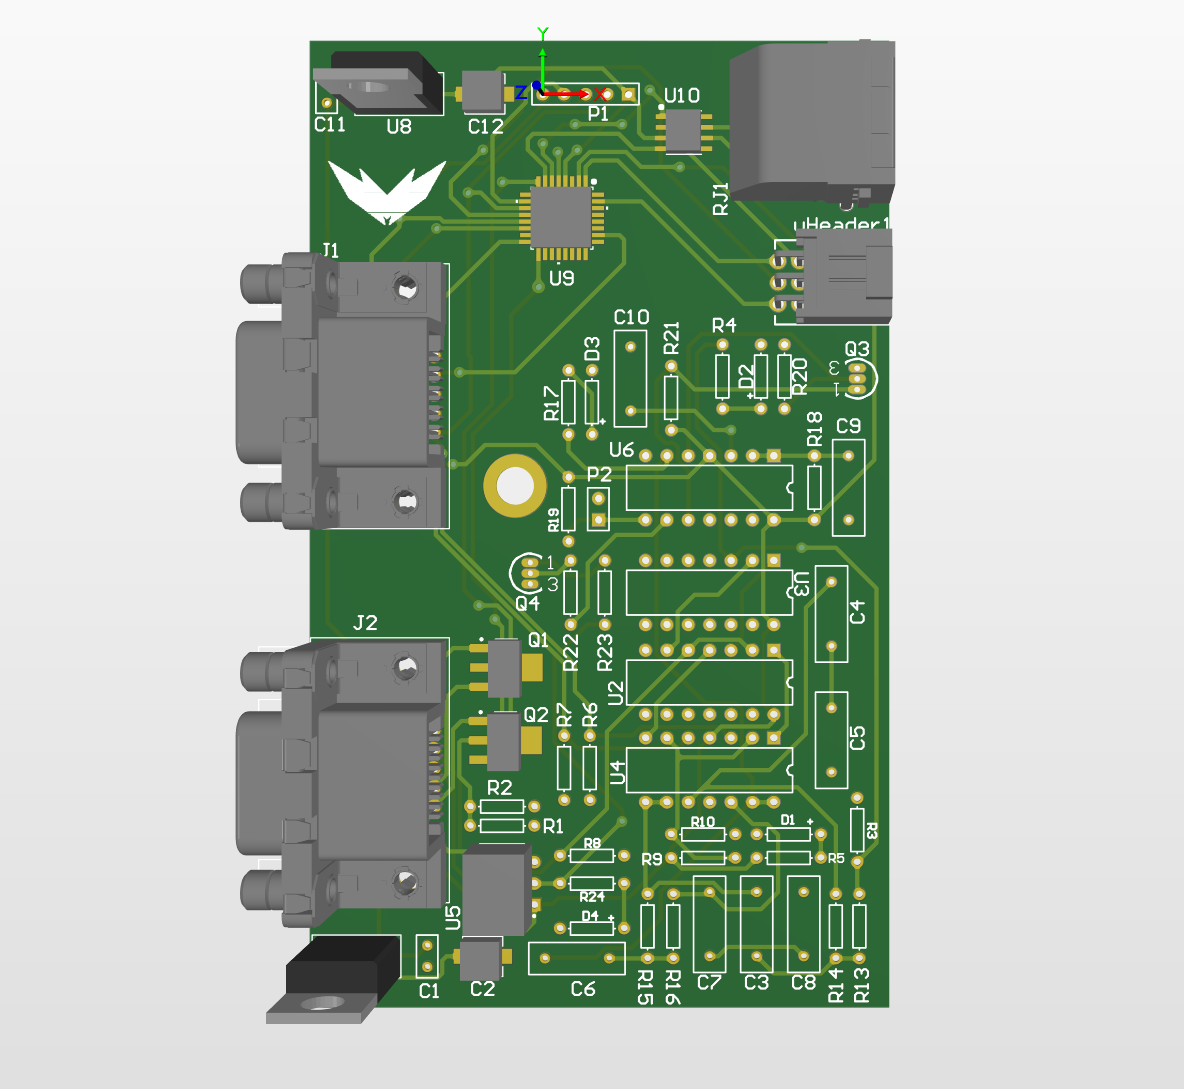 Y
Z X
P1
U10
C11
U8
C12
RJ1
uHeader1
J1
U9
C10
R21
R4
D3
Q3
3
D2
+
R20
1
R17
+
R18
C9
U6
P2
R19
1
U3
3
Q4
C4
J2
Q1
R22
R23
U2
R7
R6
Q2
C5
U4
R2
R1
R10
D1
+
R3
R8
R9
R5
R24
D4
+
U5
C1
C2
C6
R15
R16
C7
C3
C8
R14
R13